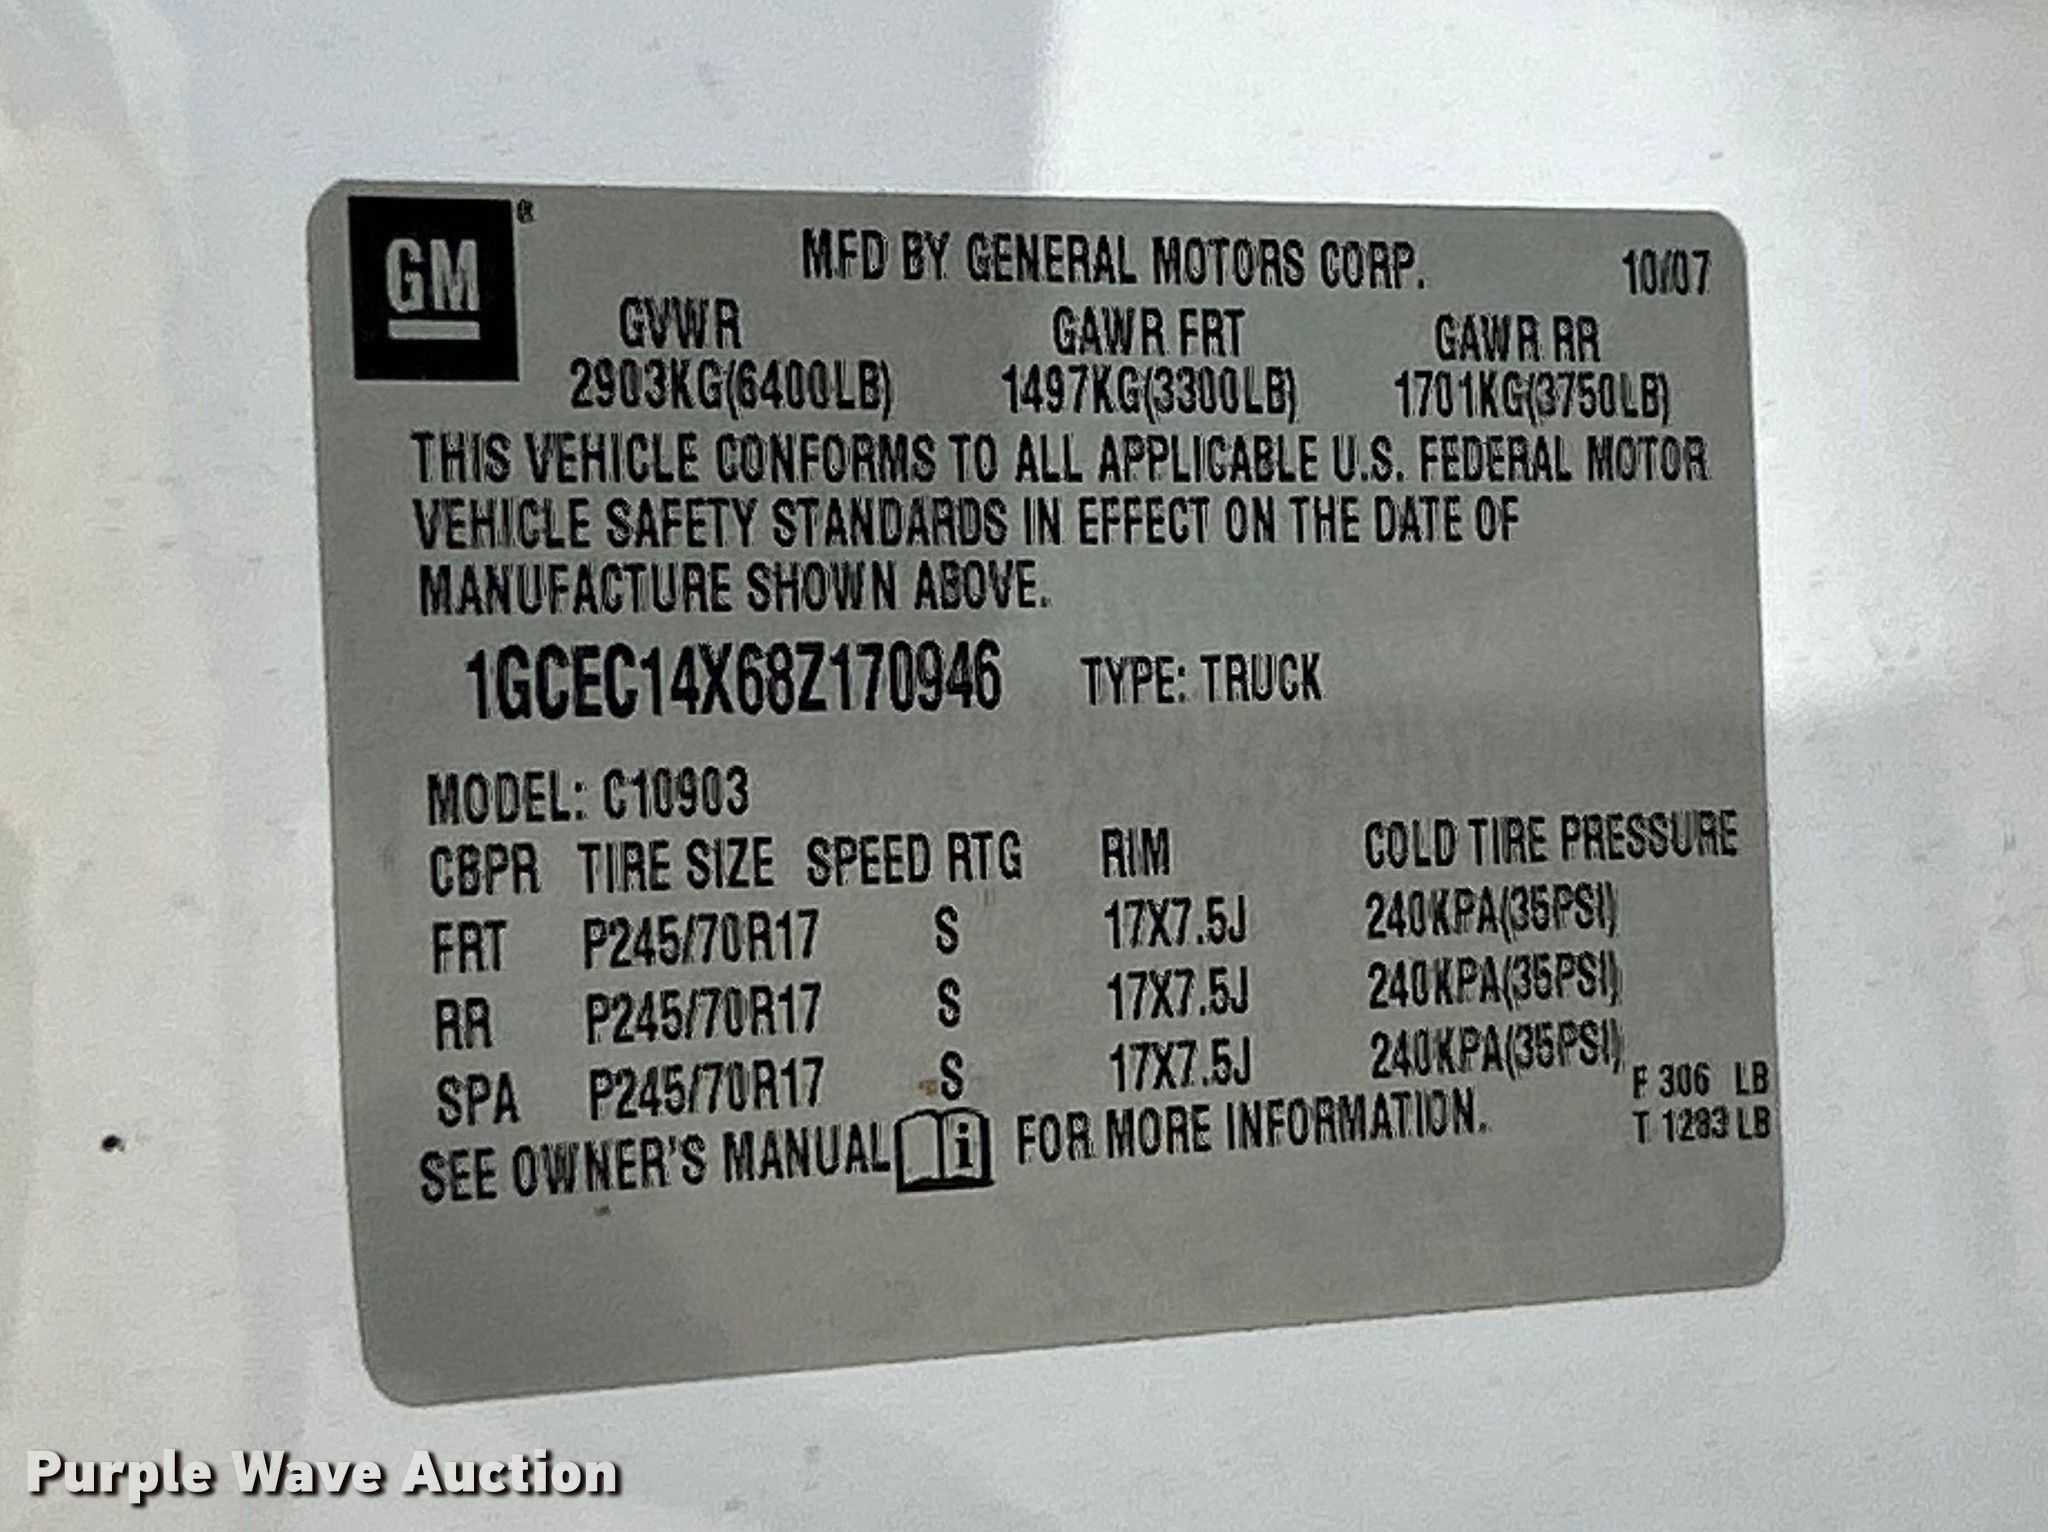 GM®
MFD BY GENERAL MOTORS CORP. 10/07
GVWR GAWR FRT GAWR RR
2903KG(6400LB) 1497KG(3300LB) 1701KG(3750LB)
THIS VEHICLE CONFORMS TO ALL APPLICABLE U.S. FEDERAL MOTOR
VEHICLE SAFETY STANDARDS IN EFFECT ON THE DATE OF
MANUFACTURE SHOWN ABOVE.
1GCEC14X68Z170946 TYPE: TRUCK
MODEL: C10903
CBPR TIRE SIZE SPEED RTG RIM COLD TIRE PRESSURE
FRT P245/70R17 S 17X7.5J 240KPA(35PSI)
RR P245/70R17 S 17X7.5J 240KPA(35PSI)
SPA P245/70R17 S 17X7.5J 240KPA(35PSI)
F 306 LB
T 1283 LB
SEE OWNER'S MANUAL i FOR MORE INFORMATION.
Purple Wave Auction